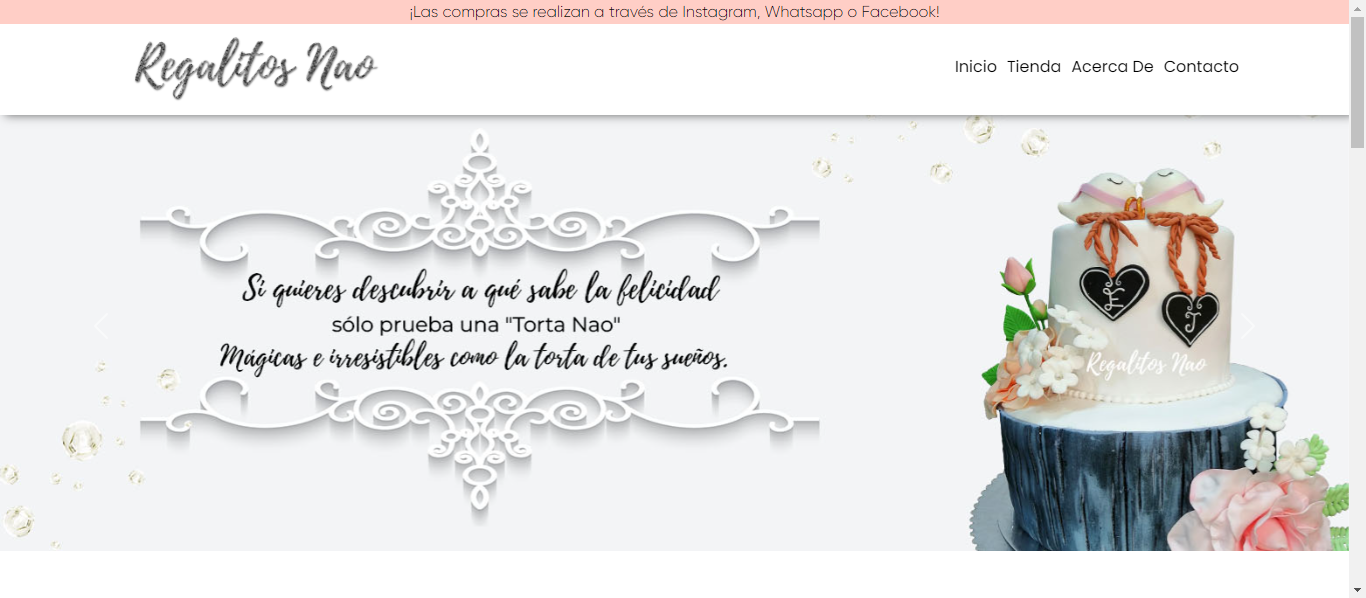 ¡Las compras se realizan a través de Instagram, Whatsapp o Facebook!
Regalitos Nao
Inicio Tienda Acerca De Contacto
Si quieres descubrir a qué sabe la felicidad
sólo prueba una "Torta Nao"
Mágicas e irresistibles como la torta de tus sueños.
E
J
Regalitos Nao